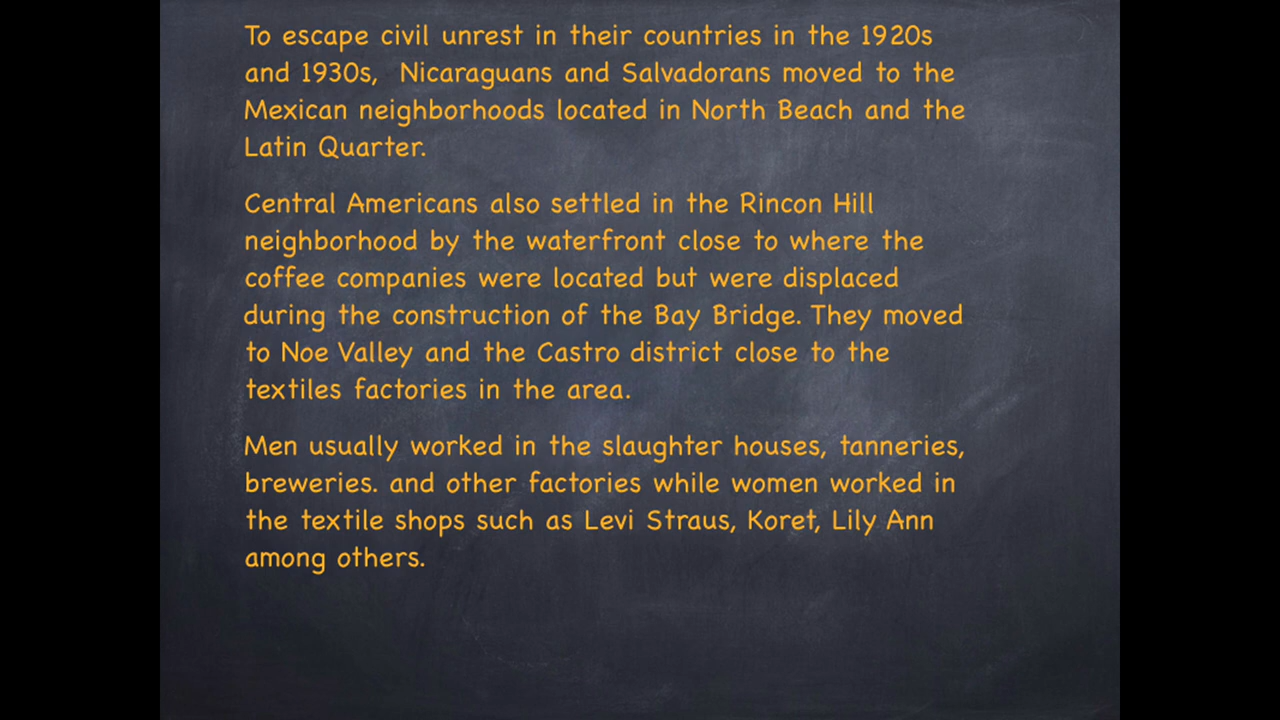 To escape civil unrest in their countries in the 1920s
and 1930s,  Nicaraguans and Salvadorans moved to the
Mexican neighborhoods located in North Beach and the
Latin Quarter.
Central Americans also settled in the Rincon Hill
neighborhood by the waterfront close to where the
coffee companies were located but were displaced
during the construction of the Bay Bridge. They moved
to Noe Valley and the Castro district close to the
textiles factories in the area.
Men usually worked in the slaughter houses, tanneries,
breweries. and other factories while women worked in
the textile shops such as Levi Straus, Koret, Lily Ann
among others.